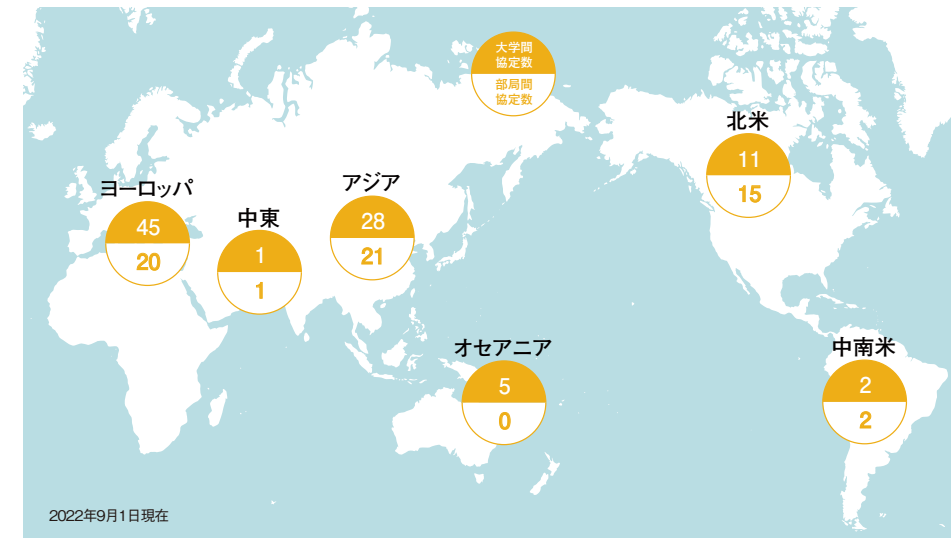 大学間
協定数
部局間
協定数
北米
11
15
ヨーロッパ
45
20
中東
1
1
アジア
28
21
オセアニア
5
0
中南米
2
2
2022年9月1日現在